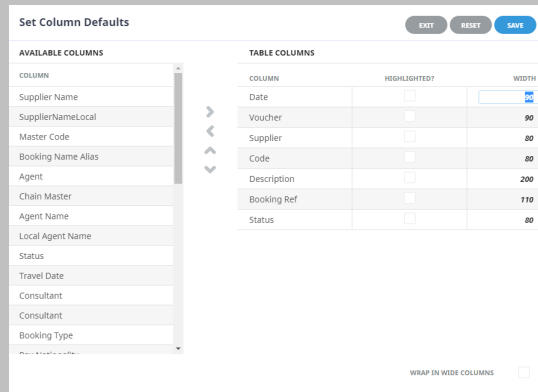 Set Column Defaults
EXIT RESET SAVE
AVAILABLE COLUMNS
COLUMN
Supplier Name
SupplierNameLocal
Master Code
Booking Name Alias
Agent
Chain Master
Agent Name
Local Agent Name
Status
Travel Date
Consultant
Consultant
Booking Type
TABLE COLUMNS
COLUMN HIGHLIGHTED? WIDTH
Date 90
Voucher 90
Supplier 80
Code 80
Description 200
Booking Ref 110
Status 80
WRAP IN WIDE COLUMNS